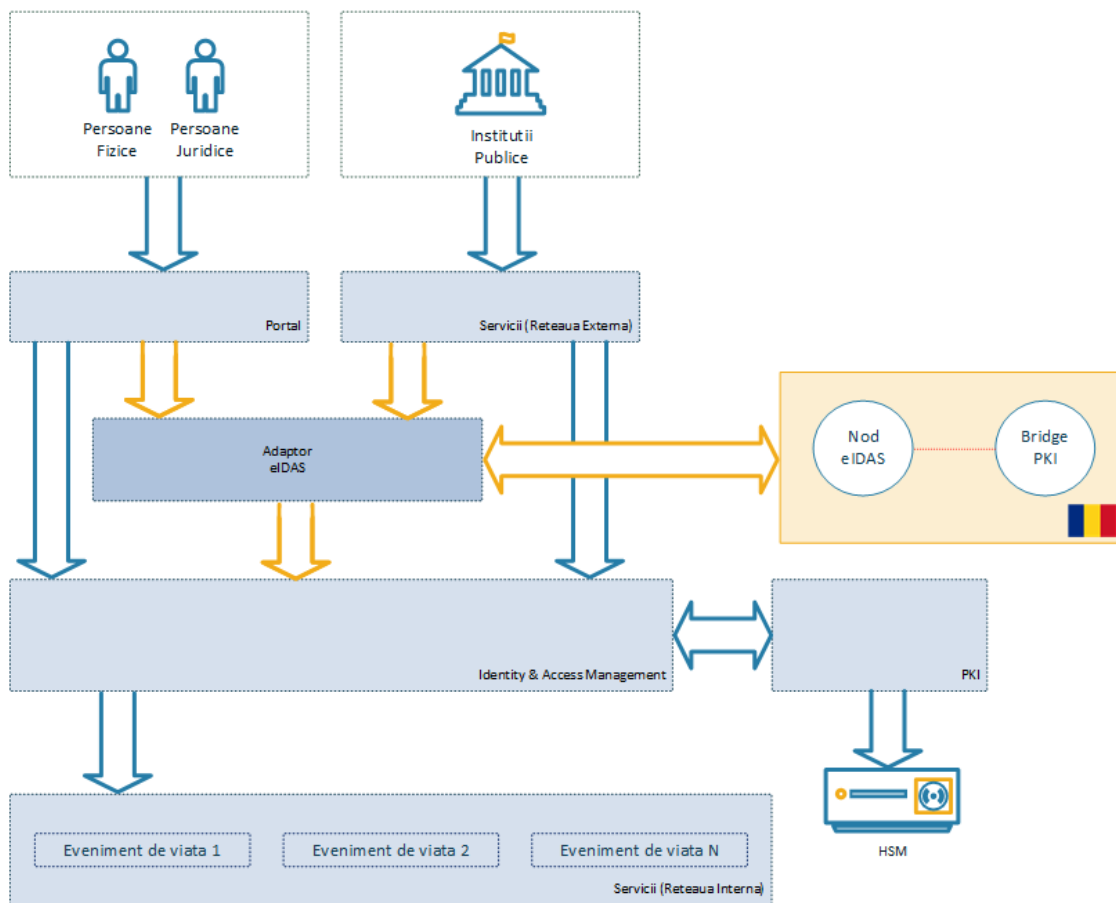 Persoane
Fizice
Persoane
Juridice
Institutii
Publice
Portal
Servicii (Reteaua Externa)
Adaptor
eIDAS
Nod
eIDAS
Bridge
PKI
Identity & Access Management
PKI
HSM
Eveniment de viata 1
Eveniment de viata 2
Eveniment de viata N
Servicii (Reteaua Interna)